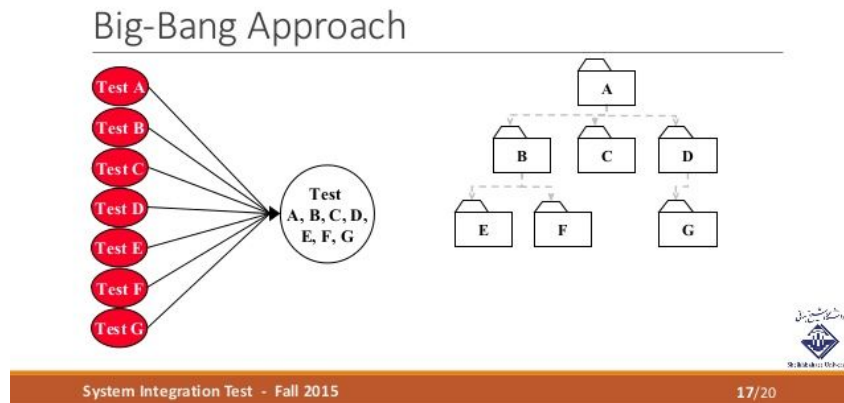 Big-Bang Approach
Test A
Test B
Test C
Test D
Test E
Test F
Test G
Test
A, B, C, D,
E, F, G
A
B
C
D
E
F
G
System Integration Test - Fall 2015
17/20